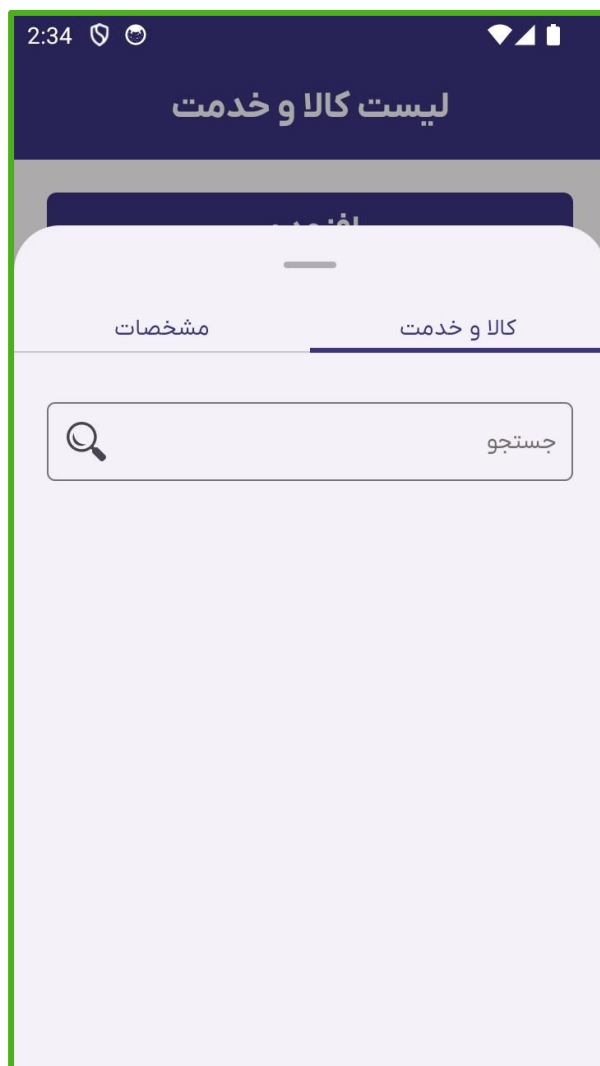 2:34
لیست کالا و خدمت
کالا و خدمت
مشخصات
جستجو